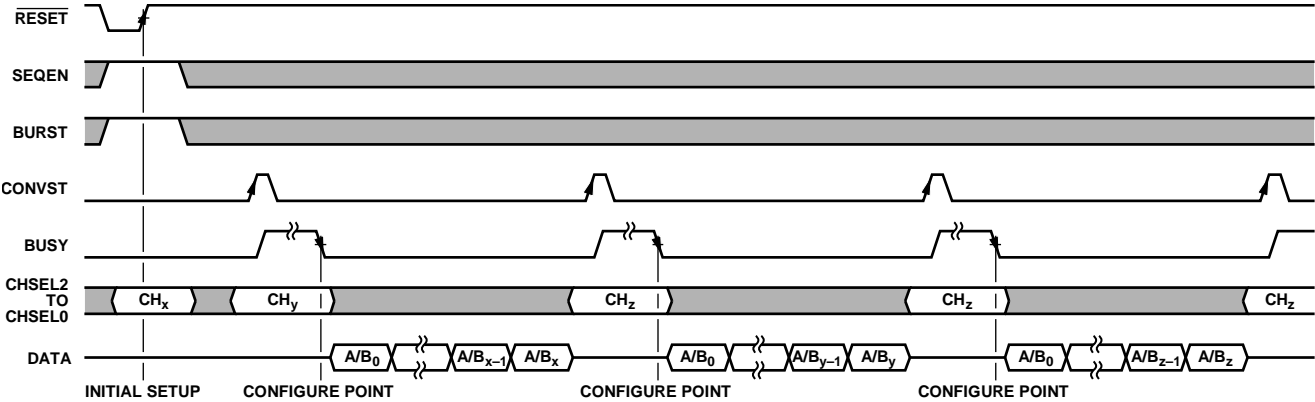 RESET
SEQEN
BURST
CONVST
BUSY
CHSEL2
TO
CHSEL0
CHx CHy CHz CHz CHz
DATA
A/B0 A/Bx–1 A/Bx A/B0 A/By–1 A/By A/B0 A/Bz–1 A/Bz
INITIAL SETUP CONFIGURE POINT CONFIGURE POINT CONFIGURE POINT